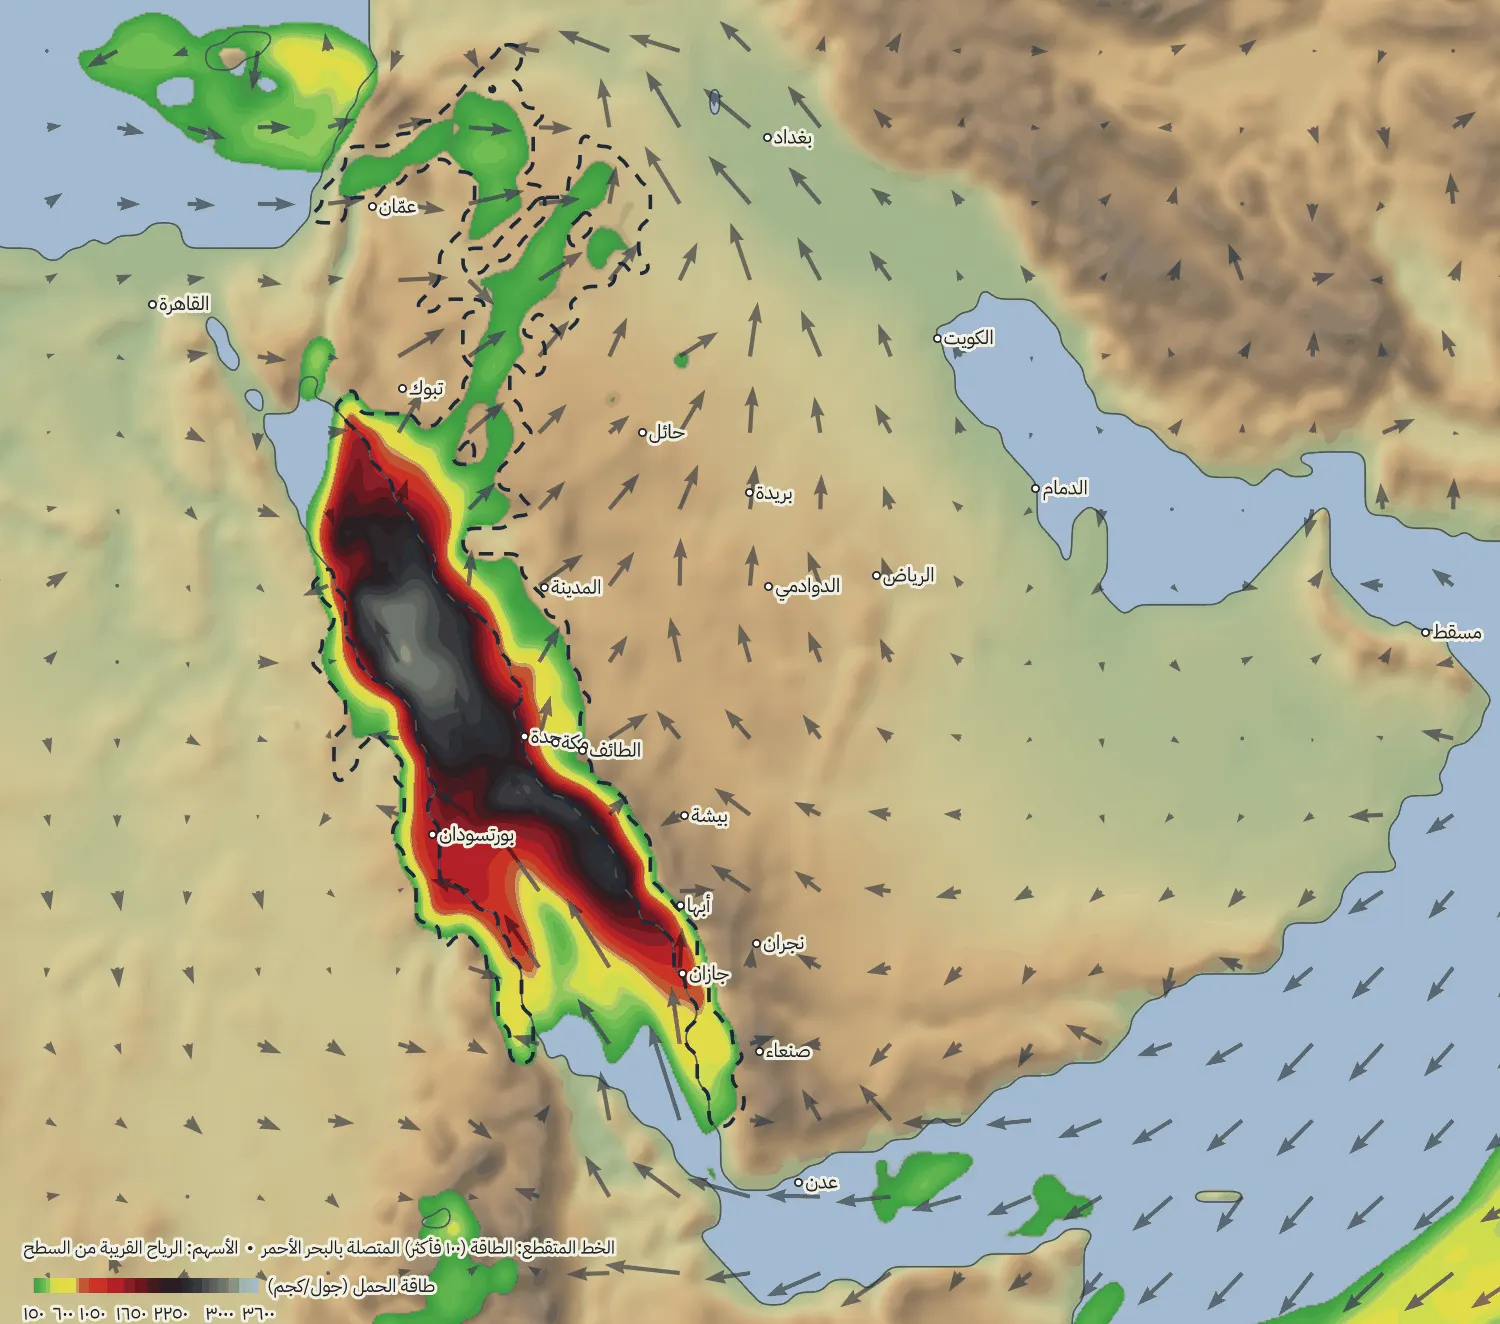 بغداد
عمّان
القاهرة
الكويت
تبوك
حائل
الدمام
بريدة
الرياض
الدوادمي
المدينة
مسقط
جدة
مكة
الطائف
بيشة
بورتسودان
أبها
نجران
جازان
صنعاء
عدن
الخط المتقطع: الطاقة (١٠٠ فأكثر) المتصلة بالبحر الأحمر • الأسهم: الرياح القريبة من السطح
طاقة الحمل (جول/كجم)
١٥٠ ٦٠٠ ١٠٥٠ ١٦٥٠ ٢٢٥٠ ٣٠٠٠ ٣٦٠٠